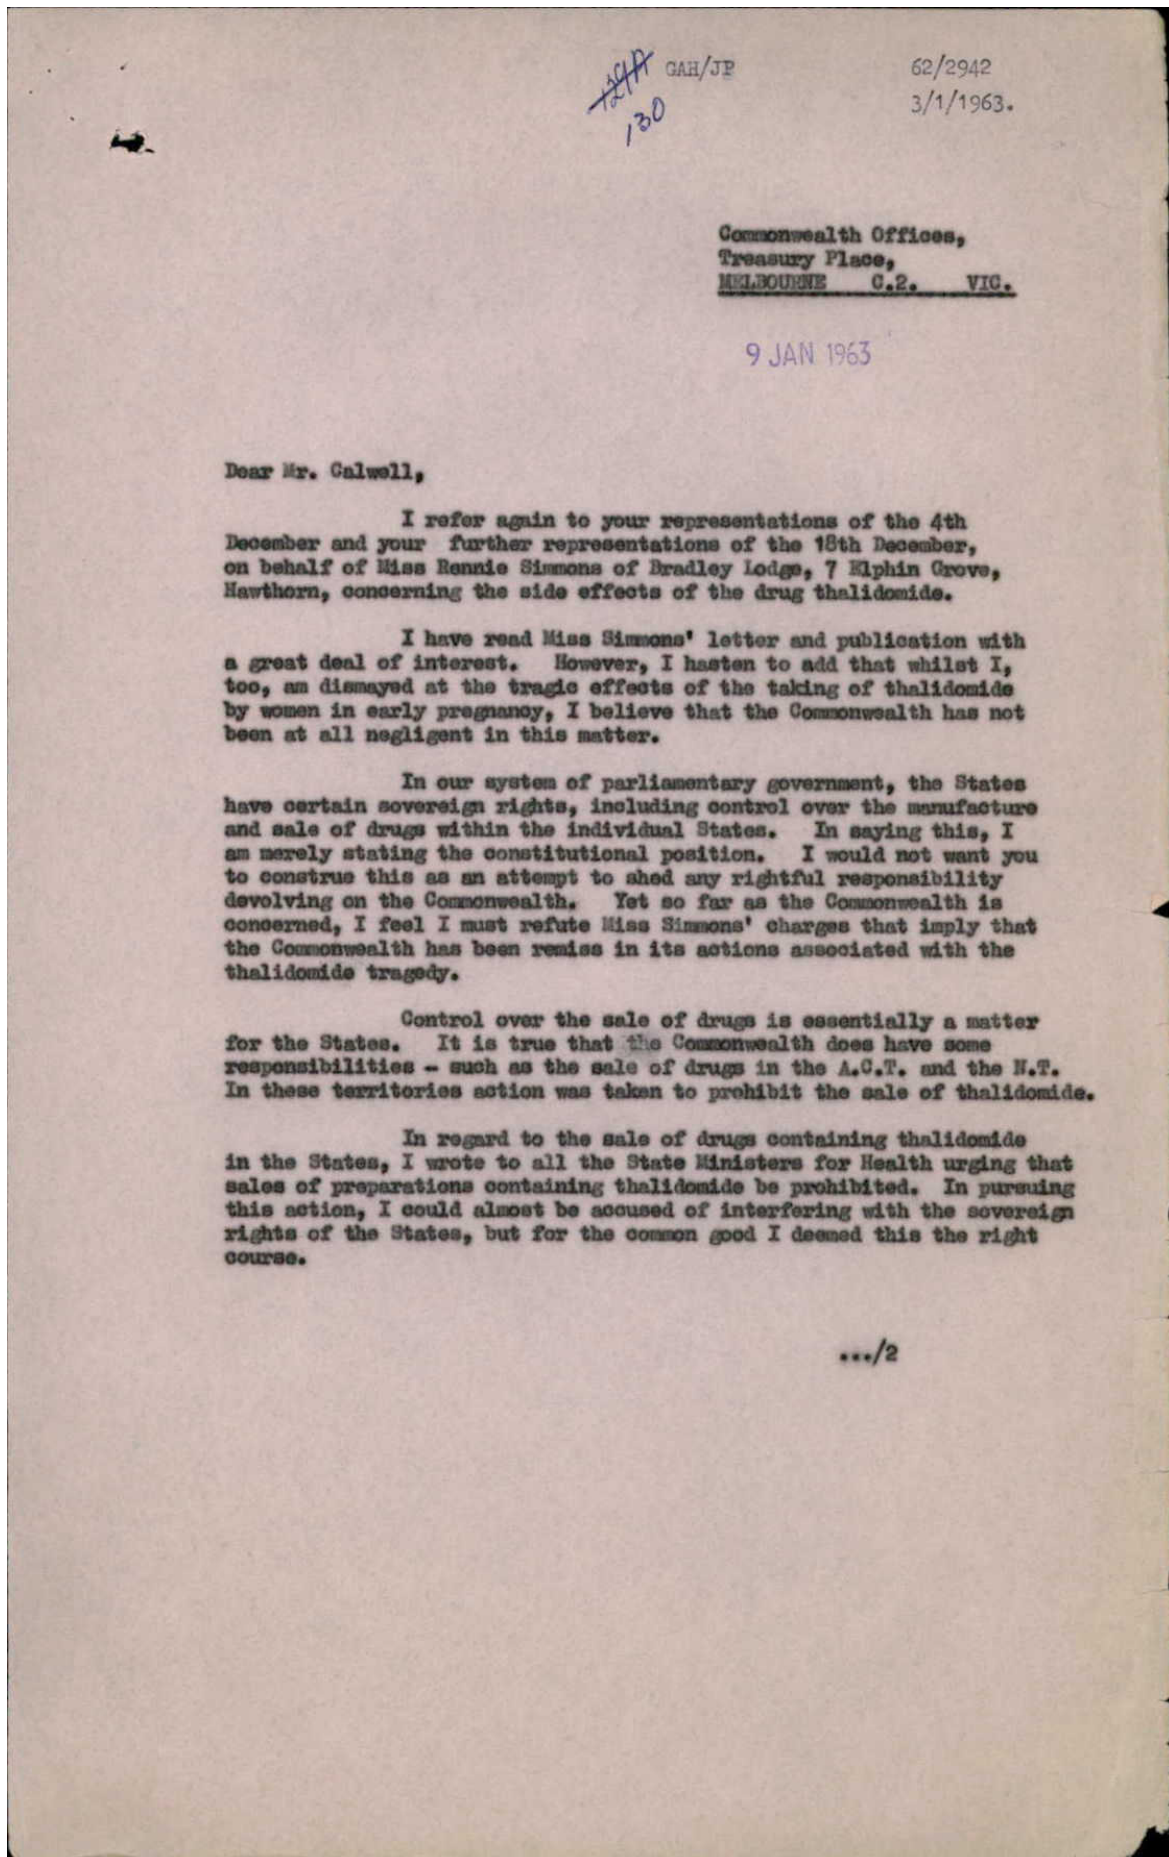 GAH/JP 62/2942
130 3/1/1963.
Commonwealth Offices,
Treasury Place,
MELBOURNE C.2. VIC.
9 JAN 1963
Dear Mr. Calwell,
I refer again to your representations of the 4th
December and your further representations of the 18th December,
on behalf of Miss Rennie Simmons of Bradley Lodge, 7 Elphin Grove,
Hawthorn, concerning the side effects of the drug thalidomide.
I have read Miss Simmons' letter and publication with
a great deal of interest. However, I hasten to add that whilst I,
too, am dismayed at the tragic effects of the taking of thalidomide
by women in early pregnancy, I believe that the Commonwealth has not
been at all negligent in this matter.
In our system of parliamentary government, the States
have certain sovereign rights, including control over the manufacture
and sale of drugs within the individual States. In saying this, I
am merely stating the constitutional position. I would not want you
to construe this as an attempt to shed any rightful responsibility
devolving on the Commonwealth. Yet so far as the Commonwealth is
concerned, I feel I must refute Miss Simmons' charges that imply that
the Commonwealth has been remiss in its actions associated with the
thalidomide tragedy.
Control over the sale of drugs is essentially a matter
for the States. It is true that the Commonwealth does have some
responsibilities - such as the sale of drugs in the A.C.T. and the N.T.
In these territories action was taken to prohibit the sale of thalidomide.
In regard to the sale of drugs containing thalidomide
in the States, I wrote to all the State Ministers for Health urging that
sales of preparations containing thalidomide be prohibited. In pursuing
this action, I could almost be accused of interfering with the sovereign
rights of the States, but for the common good I deemed this the right
course.
.../2